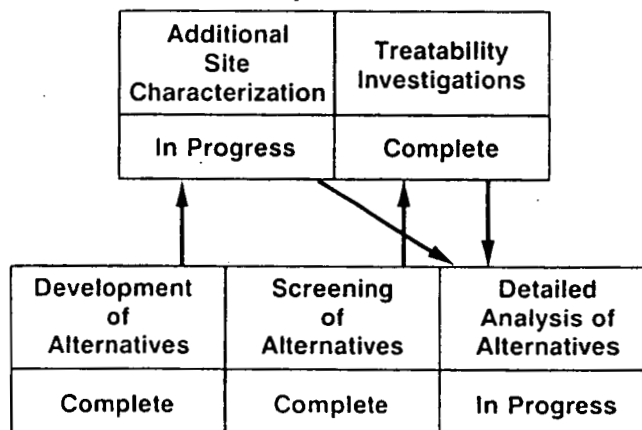 Additional
Site
Characterization
Treatability
Investigations
In Progress
Complete
Development
of
Alternatives
Screening
of
Alternatives
Detailed
Analysis of
Alternatives
Complete
Complete
In Progress